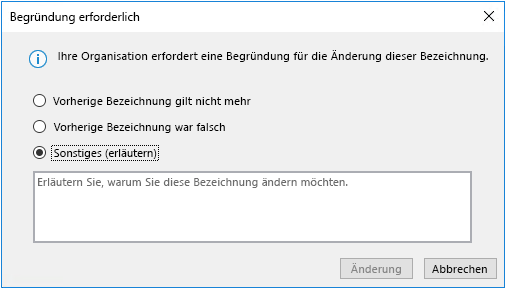 Begründung erforderlich
Ihre Organisation erfordert eine Begründung für die Änderung dieser Bezeichnung.
Vorherige Bezeichnung gilt nicht mehr
Vorherige Bezeichnung war falsch
Sonstiges (erläutern)
Erläutern Sie, warum Sie diese Bezeichnung ändern möchten.
Änderung Abbrechen